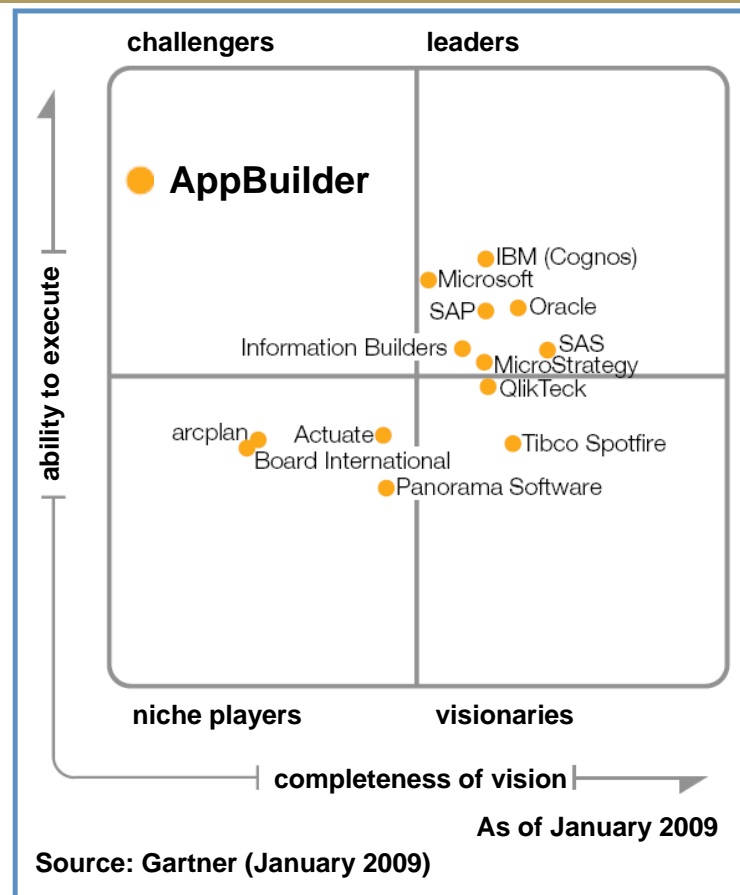 challengers
leaders
AppBuilder
IBM (Cognos)
Microsoft
SAP
Oracle
Information Builders
SAS
MicroStrategy
QlikTeck
arcplan
Actuate
Tibco Spotfire
Board International
Panorama Software
ability to execute
niche players
visionaries
completeness of vision
As of January 2009
Source: Gartner (January 2009)